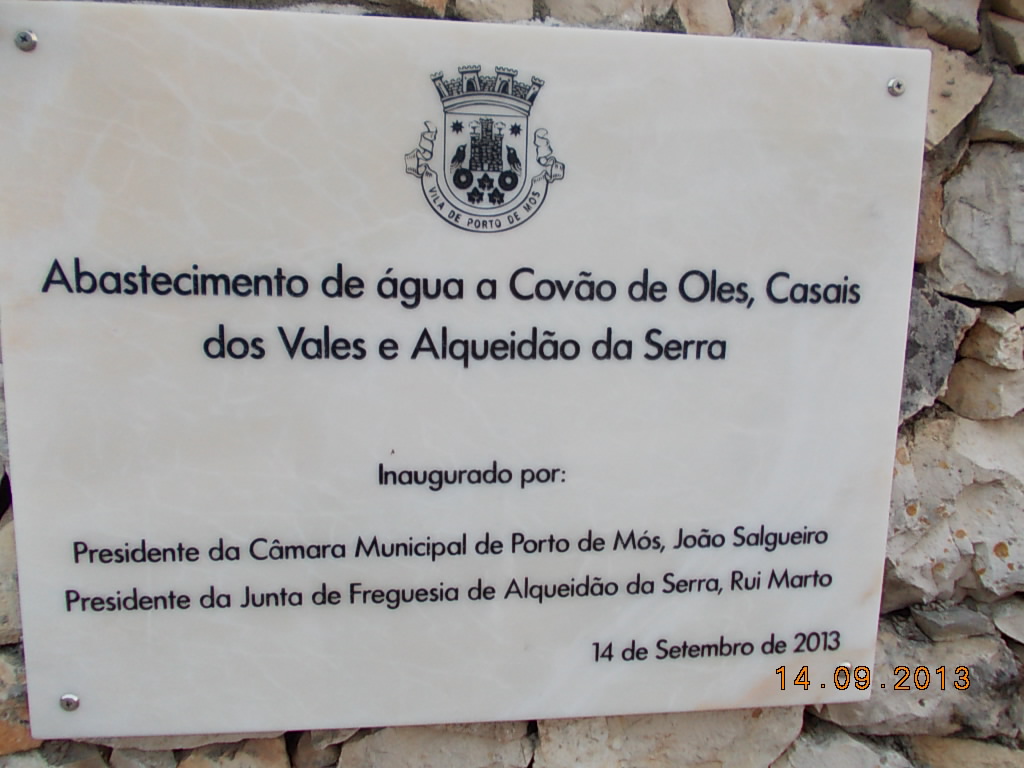 VILA DE PORTO DE MOS
Abastecimento de água a Covão de Oles, Casais
dos Vales e Alqueidão da Serra
Inaugurado por:
Presidente da Câmara Municipal de Porto de Mós, João Salgueiro
Presidente da Junta de Freguesia de Alqueidão da Serra, Rui Marto
14 de Setembro de 2013
14.09.2013